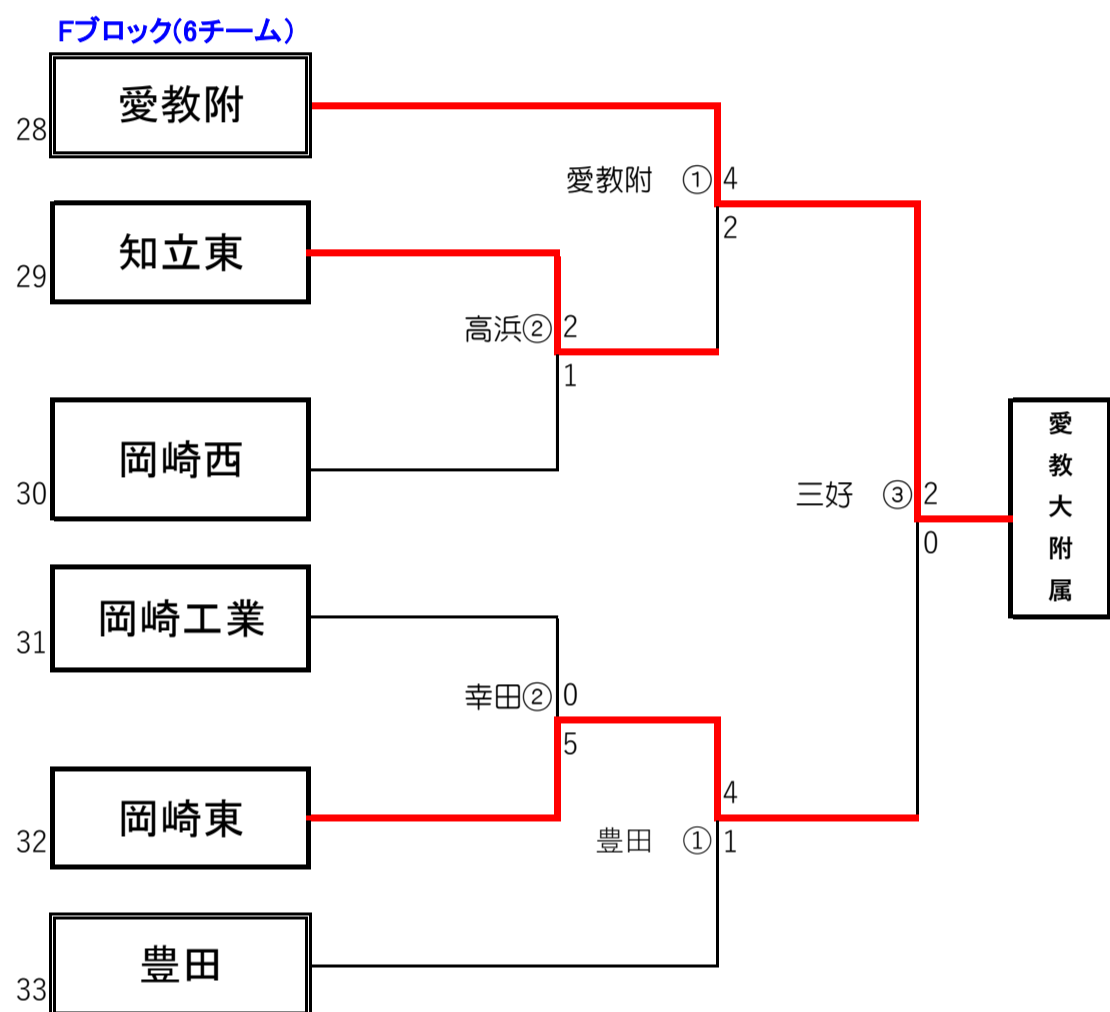 Fブロック(6チーム)
愛教附
28
愛教附 ① 4
2
知立東
29
高浜② 2
1
岡崎西
30
三好 ③ 2
0
愛教大附属
岡崎工業
31
幸田② 0
5
岡崎東
32
4
豊田 ① 1
豊田
33